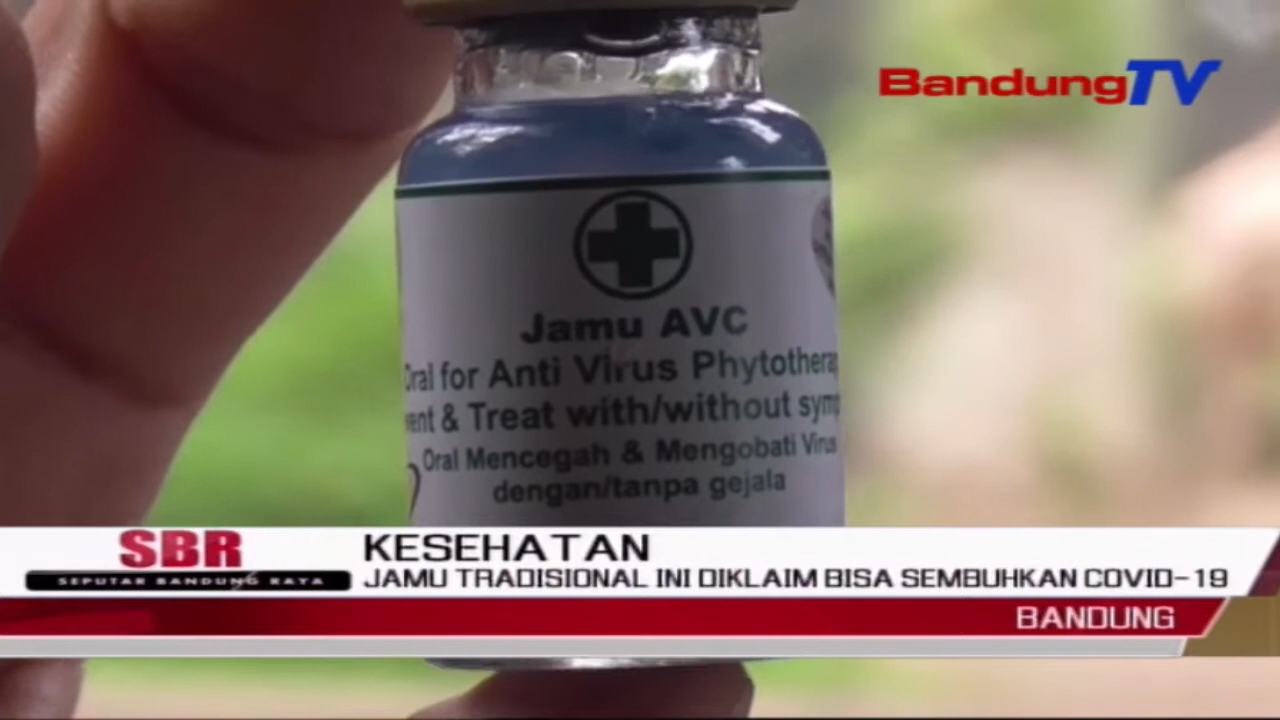 BandungTV
Jamu AVC
Oral for Anti Virus Phytothera
ent & Treat with/without symp
Oral Mencegah & Mengobati Virus
dengan/tanpa gejala
SBR
SEPUTAR BANDUNG RAYA
KESEHATAN
JAMU TRADISIONAL INI DIKLAIM BISA SEMBUHKAN COVID-19
BANDUNG